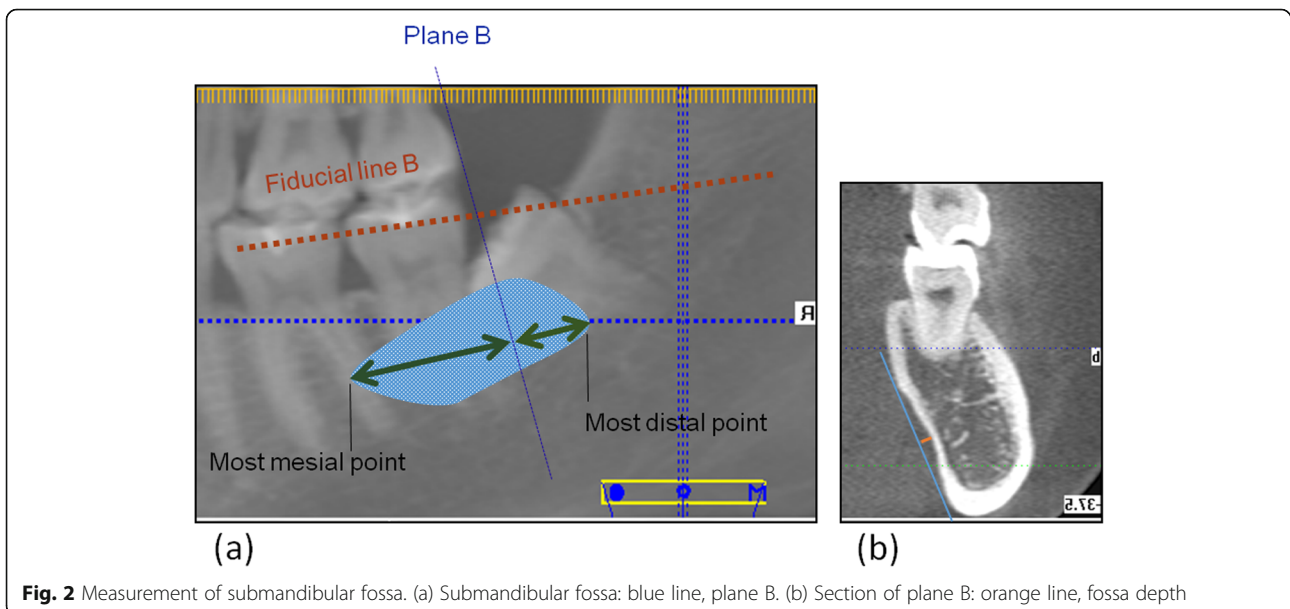 Plane B
Fiducial line B
R
Most distal point
Most mesial point
M
d
-37.5
(a)
(b)
Fig. 2 Measurement of submandibular fossa. (a) Submandibular fossa: blue line, plane B. (b) Section of plane B: orange line, fossa depth